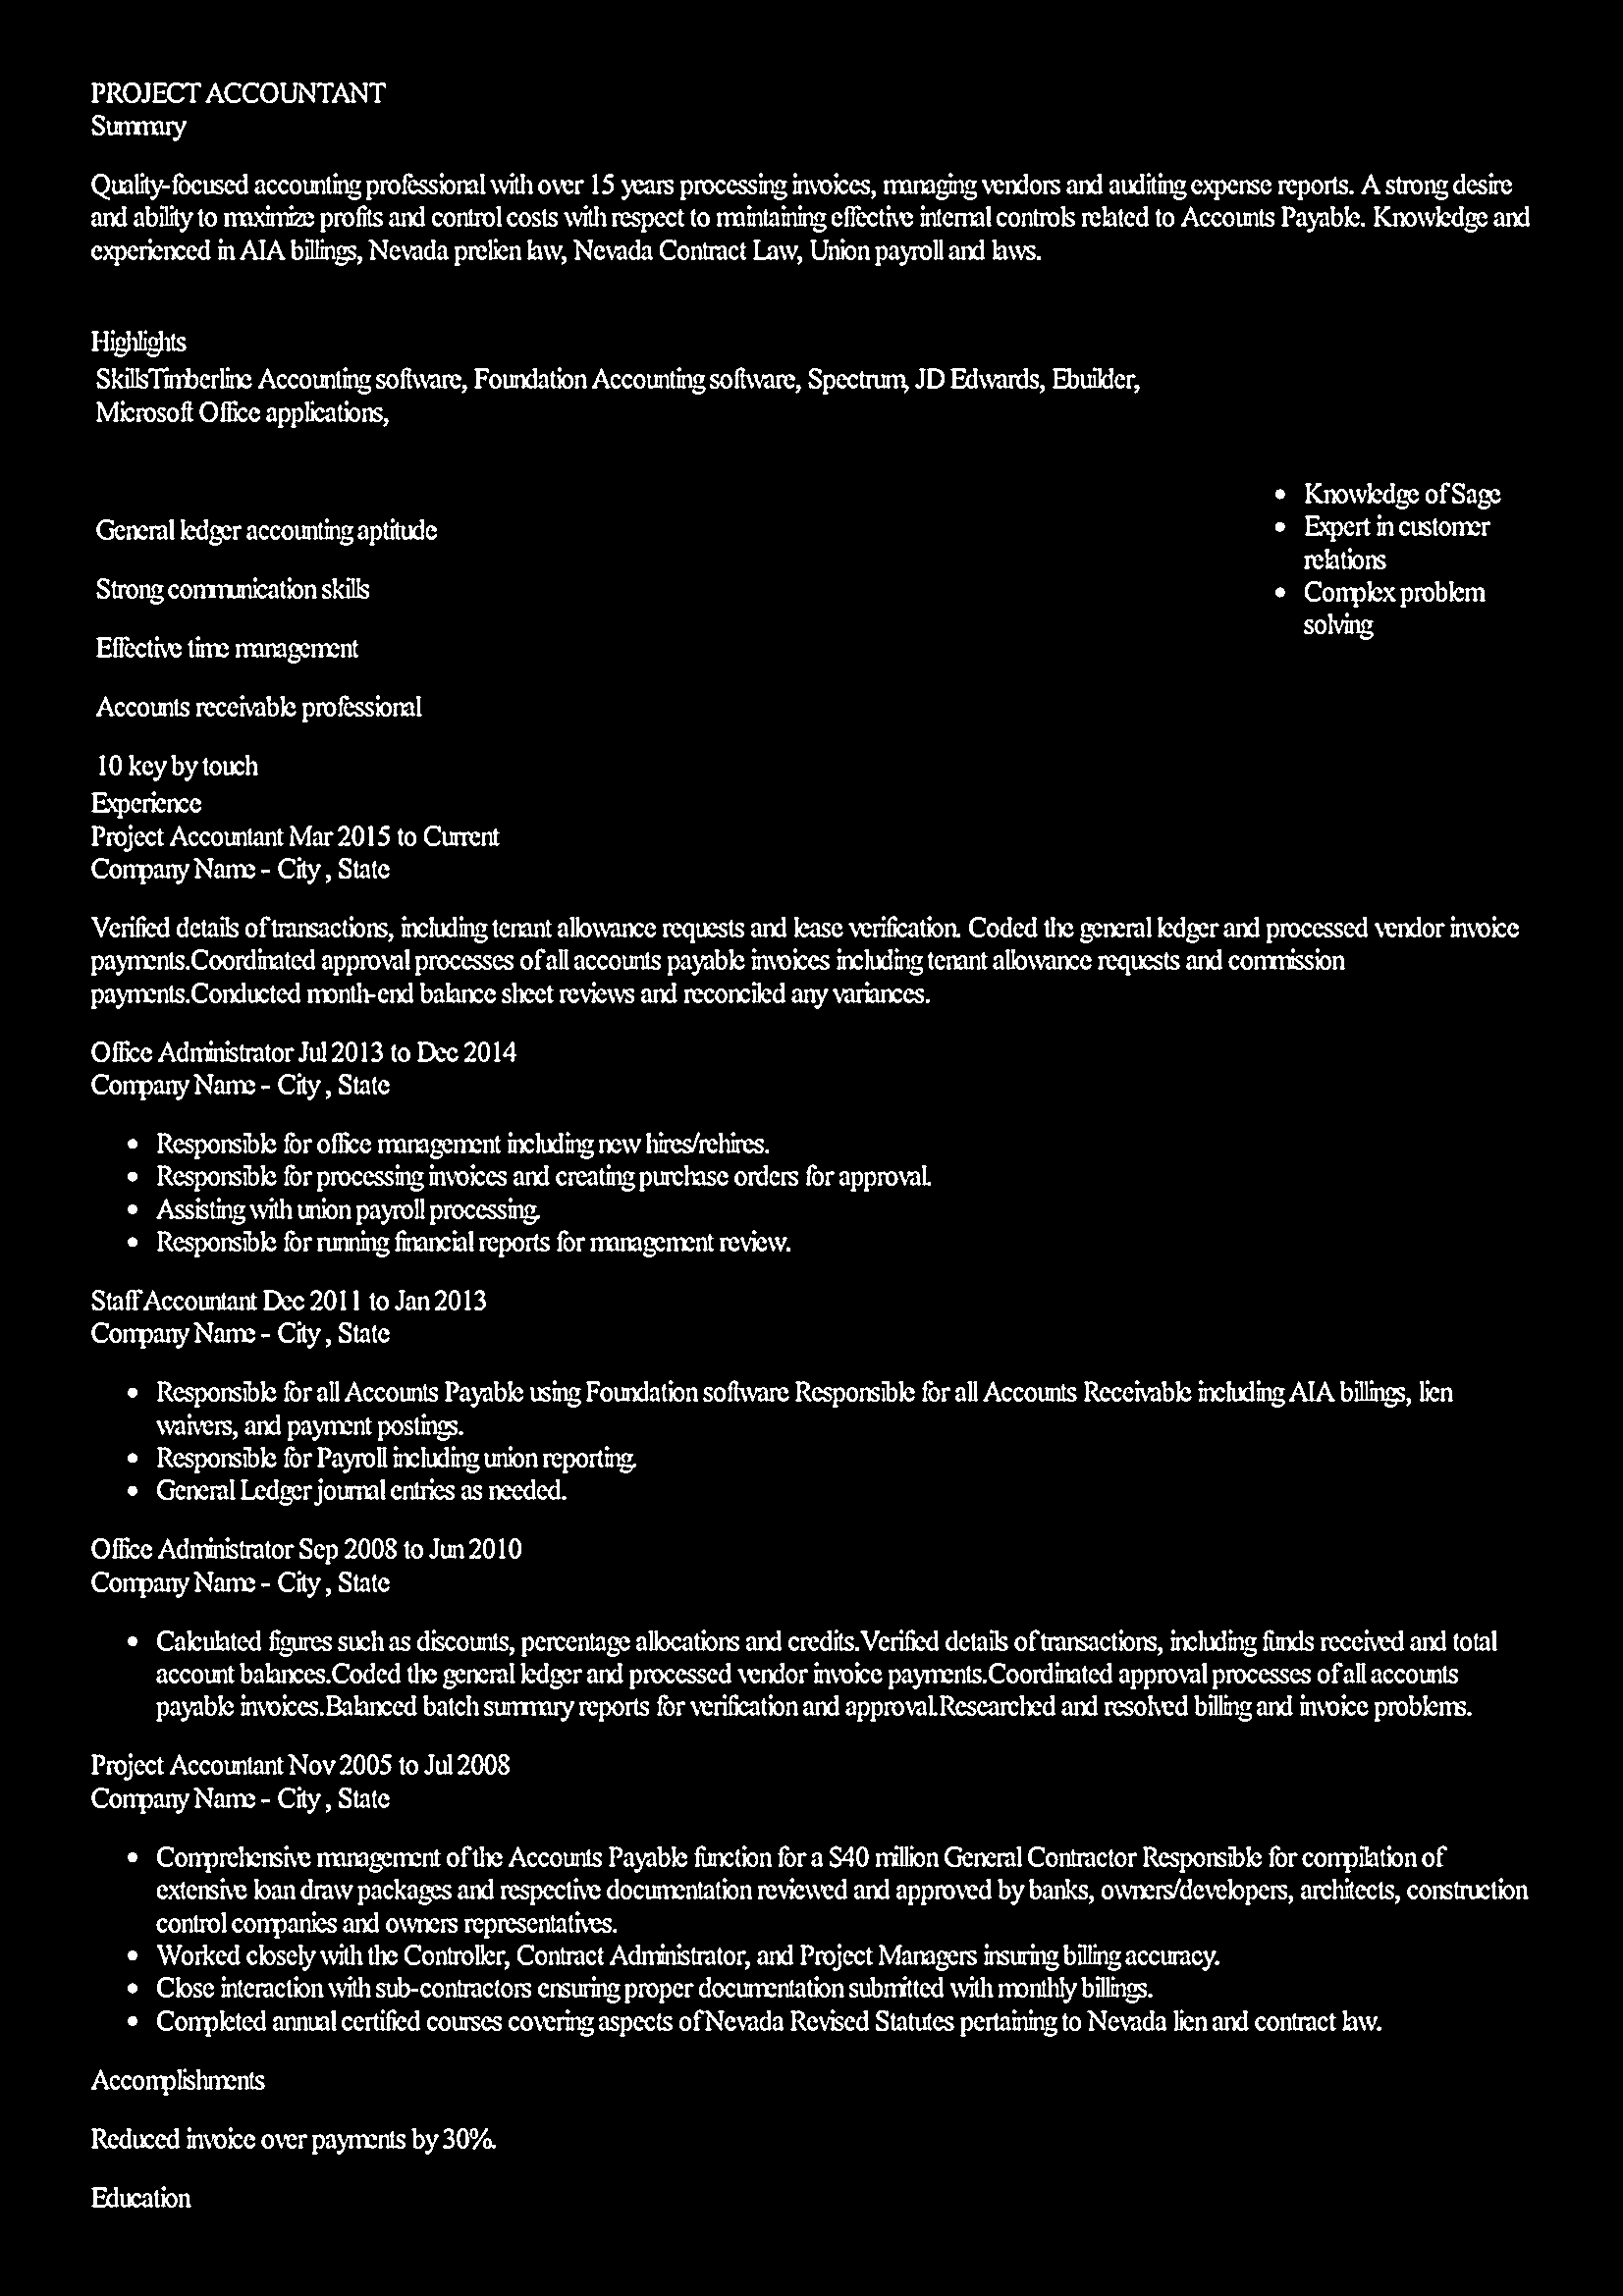 PROJECT ACCOUNTANT
Summary
Quality-focused accounting professional with over 15 years processing invoices, managing vendors and auditing expense reports. A strong desire
and ability to maximize profits and control costs with respect to maintaining effective internal controls related to Accounts Payable. Knowledge and
experienced in AIA billings, Nevada prelien law, Nevada Contract Law, Union payroll and laws.
Highlights
SkillsTimberline Accounting software, Foundation Accounting software, Spectrum, JD Edwards, Ebuilder,
Microsoft Office applications,
General ledger accounting aptitude
Strong communication skills
Effective time management
Accounts receivable professional
10 key by touch
• Knowledge of Sage
• Expert in customer
relations
• Complex problem
solving
Experience
Project Accountant Mar 2015 to Current
Company Name - City , State
Verified details of transactions, including tenant allowance requests and lease verification. Coded the general ledger and processed vendor invoice
payments.Coordinated approval processes of all accounts payable invoices including tenant allowance requests and commission
payments.Conducted month-end balance sheet reviews and reconciled any variances.
Office Administrator Jul 2013 to Dec 2014
Company Name - City , State
• Responsible for office management including new hires/rehires.
• Responsible for processing invoices and creating purchase orders for approval.
• Assisting with union payroll processing.
• Responsible for running financial reports for management review.
Staff Accountant Dec 2011 to Jan 2013
Company Name - City , State
• Responsible for all Accounts Payable using Foundation software Responsible for all Accounts Receivable including AIA billings, lien
waivers, and payment postings.
• Responsible for Payroll including union reporting.
• General Ledger journal entries as needed.
Office Administrator Sep 2008 to Jun 2010
Company Name - City , State
• Calculated figures such as discounts, percentage allocations and credits.Verified details of transactions, including funds received and total
account balances.Coded the general ledger and processed vendor invoice payments.Coordinated approval processes of all accounts
payable invoices.Balanced batch summary reports for verification and approval.Researched and resolved billing and invoice problems.
Project Accountant Nov 2005 to Jul 2008
Company Name - City , State
• Comprehensive management of the Accounts Payable function for a $40 million General Contractor Responsible for compilation of
extensive loan draw packages and respective documentation reviewed and approved by banks, owners/developers, architects, construction
control companies and owners representatives.
• Worked closely with the Controller, Contract Administrator, and Project Managers insuring billing accuracy.
• Close interaction with sub-contractors ensuring proper documentation submitted with monthly billings.
• Completed annual certified courses covering aspects of Nevada Revised Statutes pertaining to Nevada lien and contract law.
Accomplishments
Reduced invoice over payments by 30%.
Education